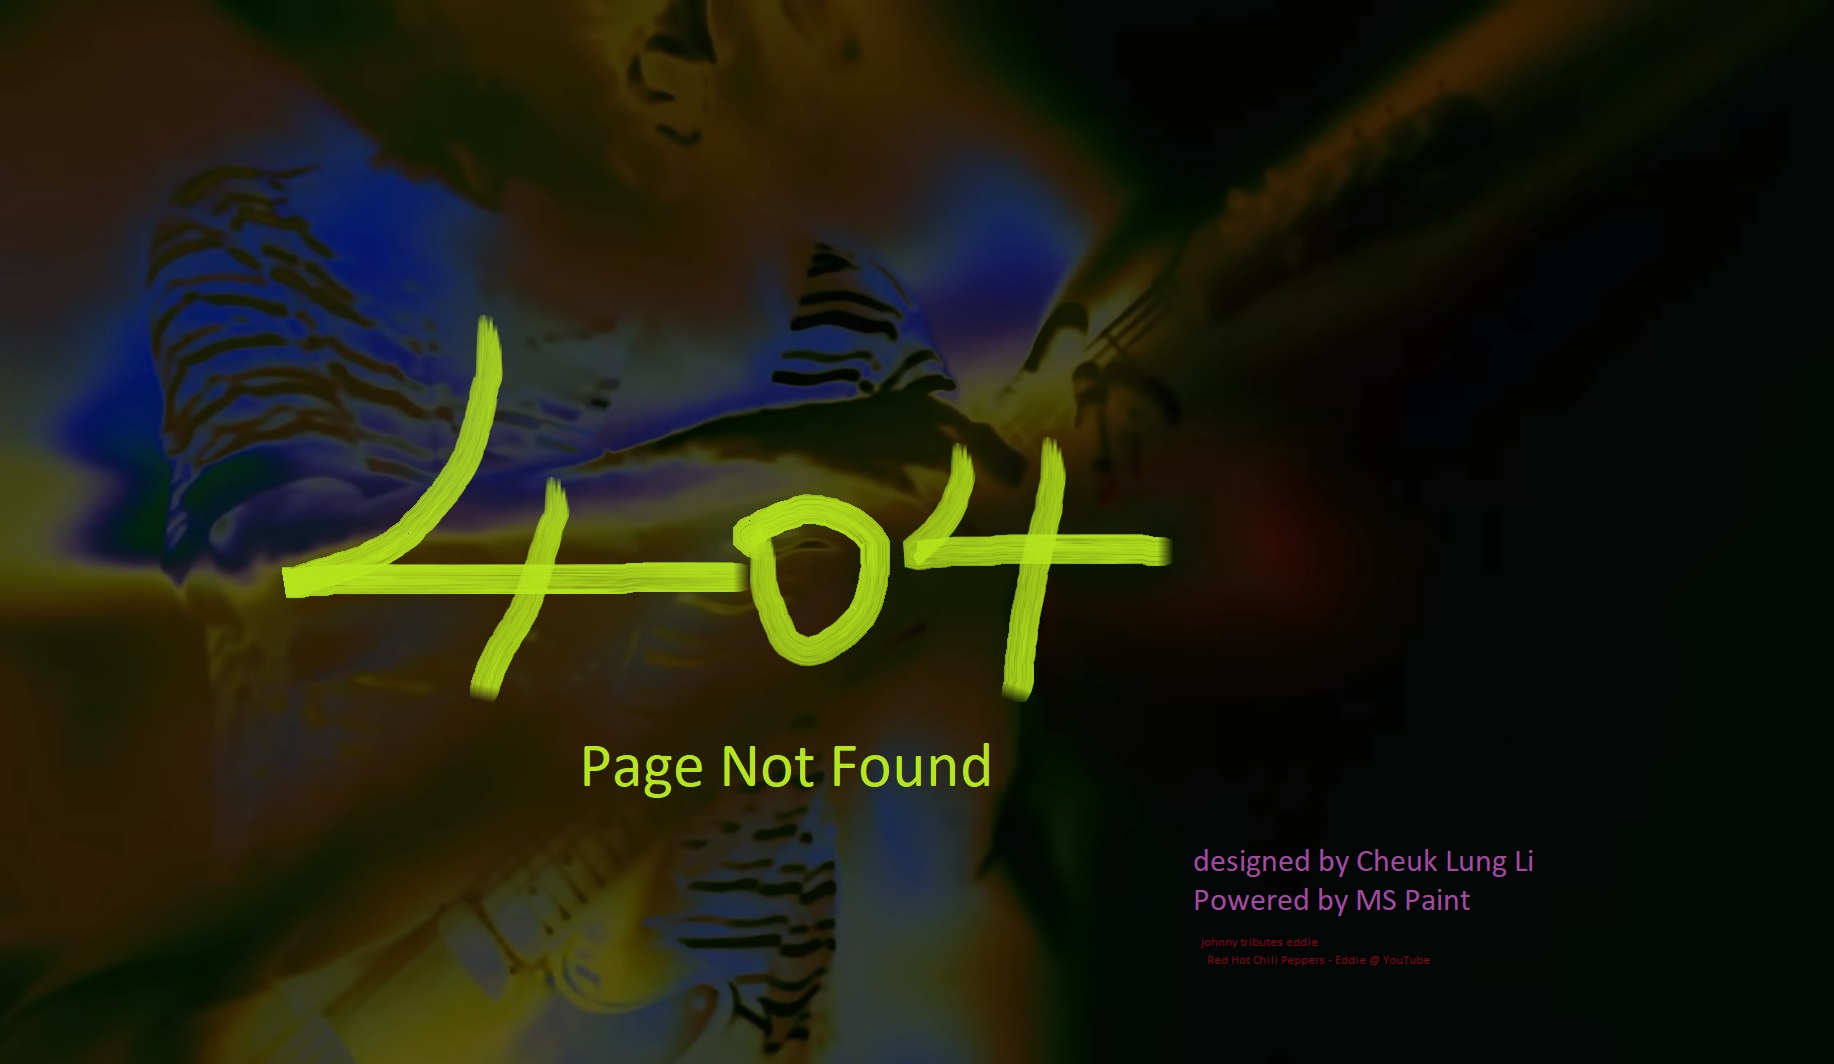 404
Page Not Found
designed by Cheuk Lung Li
Powered by MS Paint
johnny tributes eddie
Red Hot Chili Peppers - Eddie @ YouTube